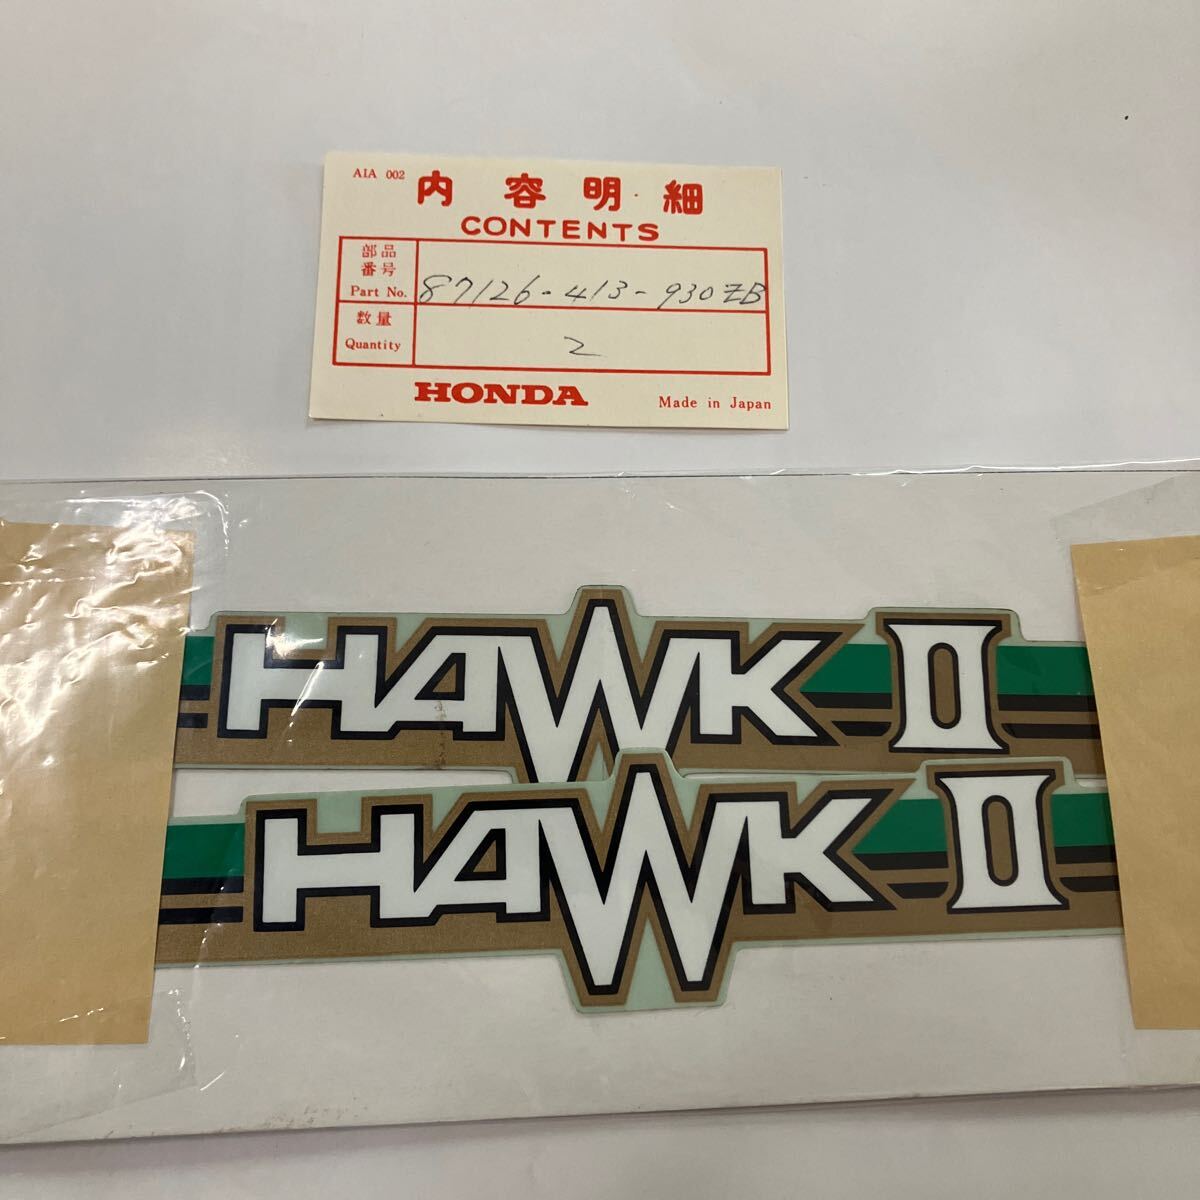 AIA 002
内容明細
CONTENTS
部品
番号
Part No.
87126-413-930ZB
数量
Quantity
2
HONDA
Made in Japan
HAWK II
HAWK II